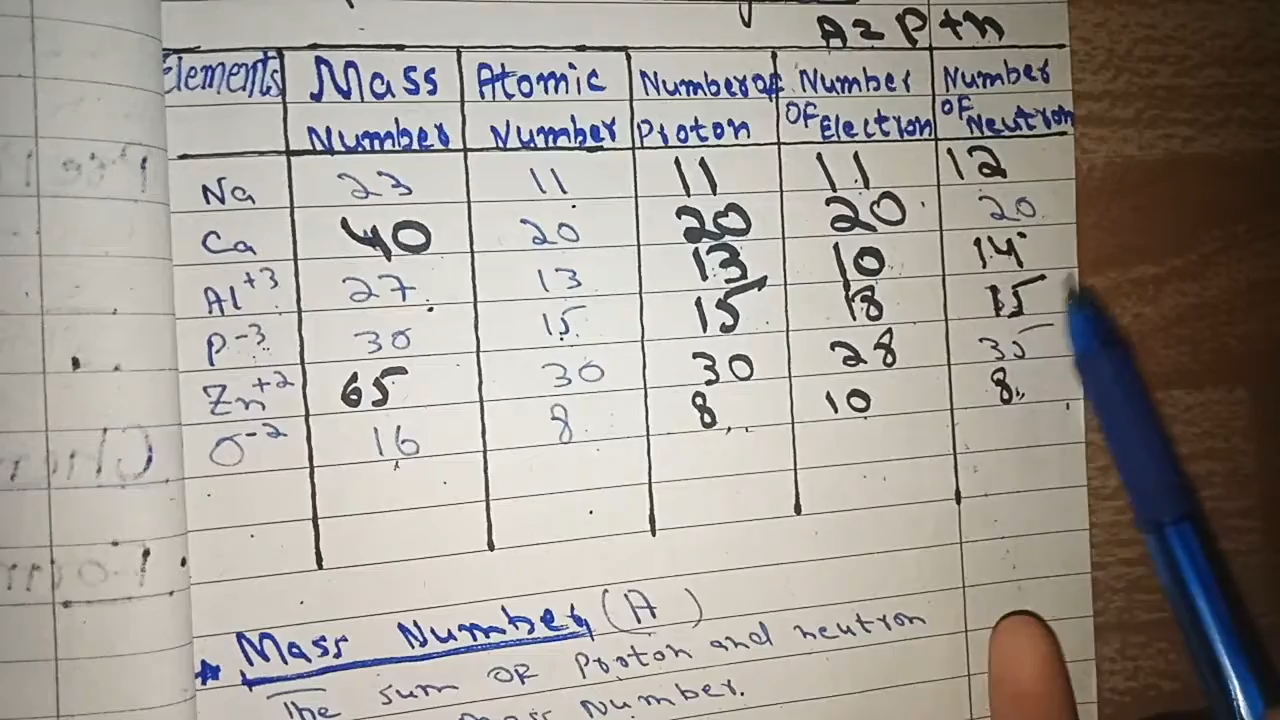 A = P + n
Elements Mass Number Atomic Number Number of Proton Number OF Electron Number OF Neutron
Na 23 11 11 11 12
Ca 40 20 20 20 20
Al+3 27 13 13 10 14
P-3 30 15 15 18 15
Zn+2 65 30 30 28 35
O-2 16 8 8 10 8
Mass Number (A)
The sum OF Proton and neutron
Mass Number.